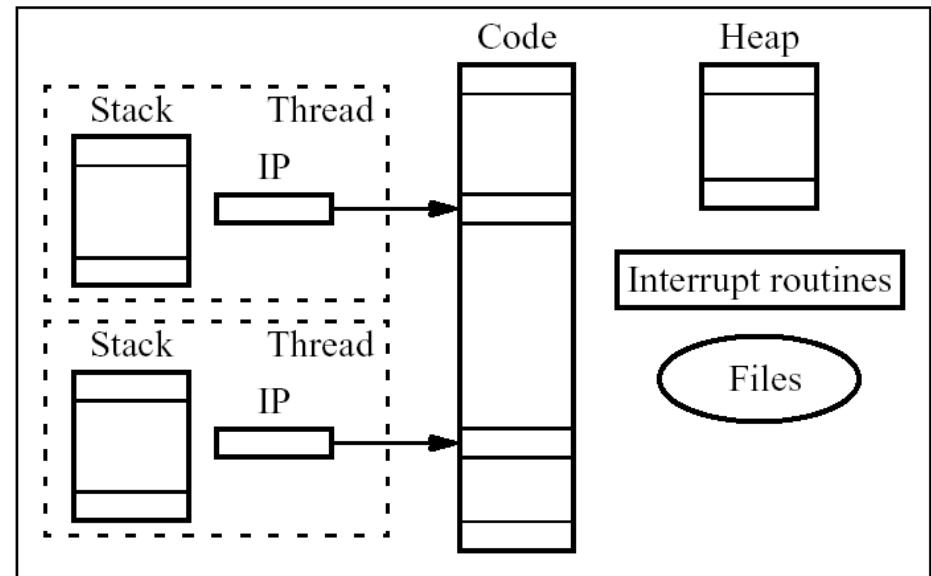 Code
Heap
Stack
Thread
IP
Interrupt routines
Stack
Thread
Files
IP